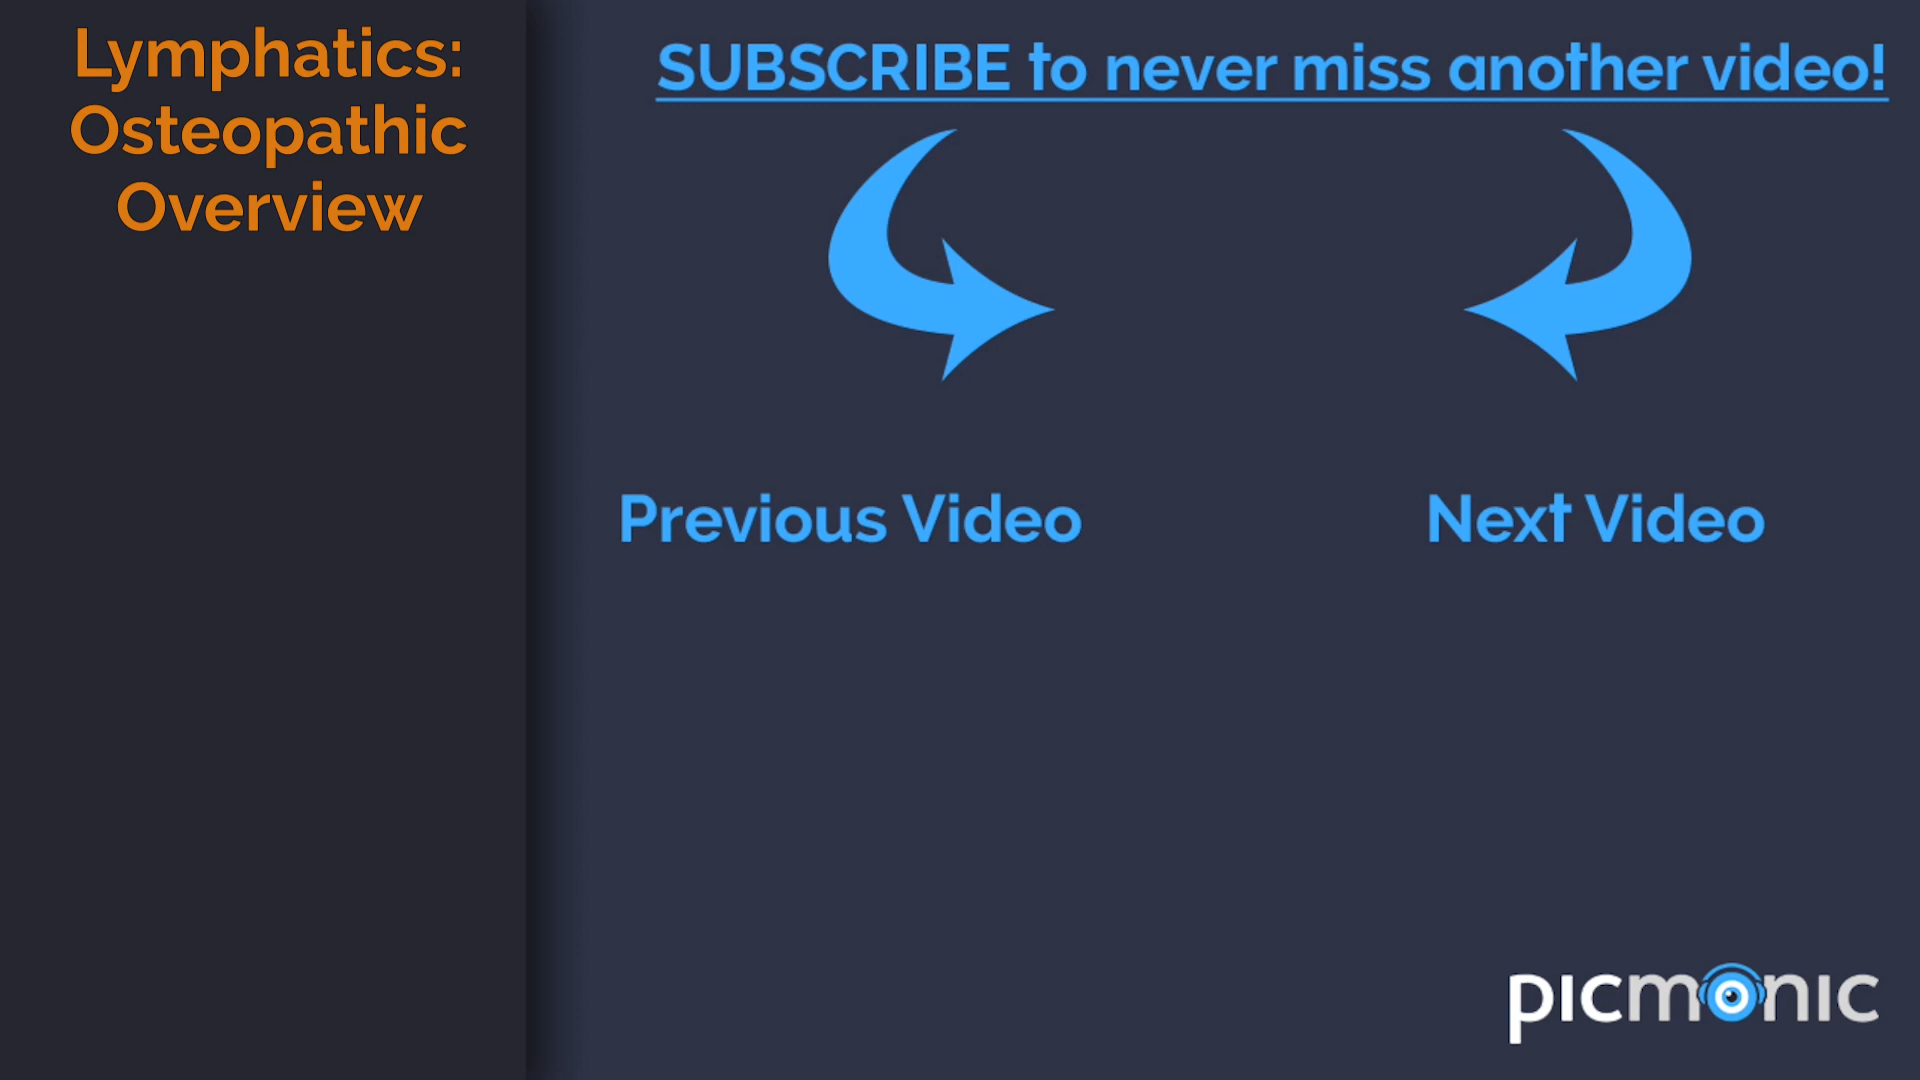 Lymphatics:
Osteopathic
Overview
SUBSCRIBE to never miss another video!
Previous Video
Next Video
picmonic